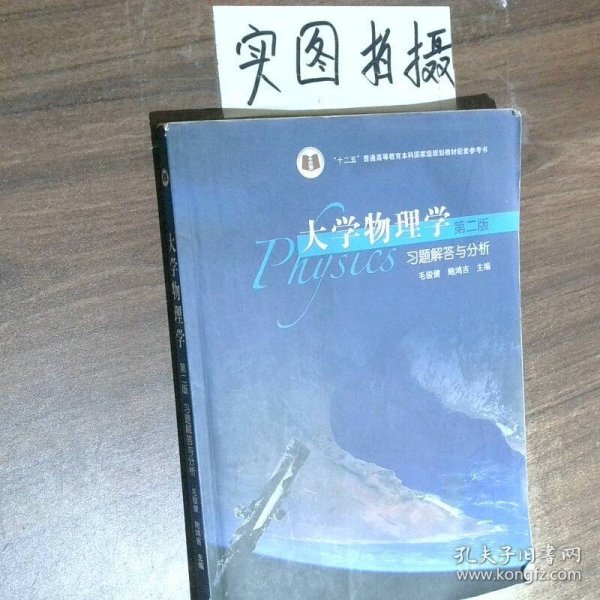 实图拍摄
"十二五"普通高等教育本科国家级规划教材配套参考书
大学物理学 第二版
Physics
习题解答与分析
毛骏健 鲍鸿吉 主编
大学物理学 第二版 习题解答与分析 毛骏健 鲍鸿吉 主编
孔夫子旧书网
www.kongfz.com